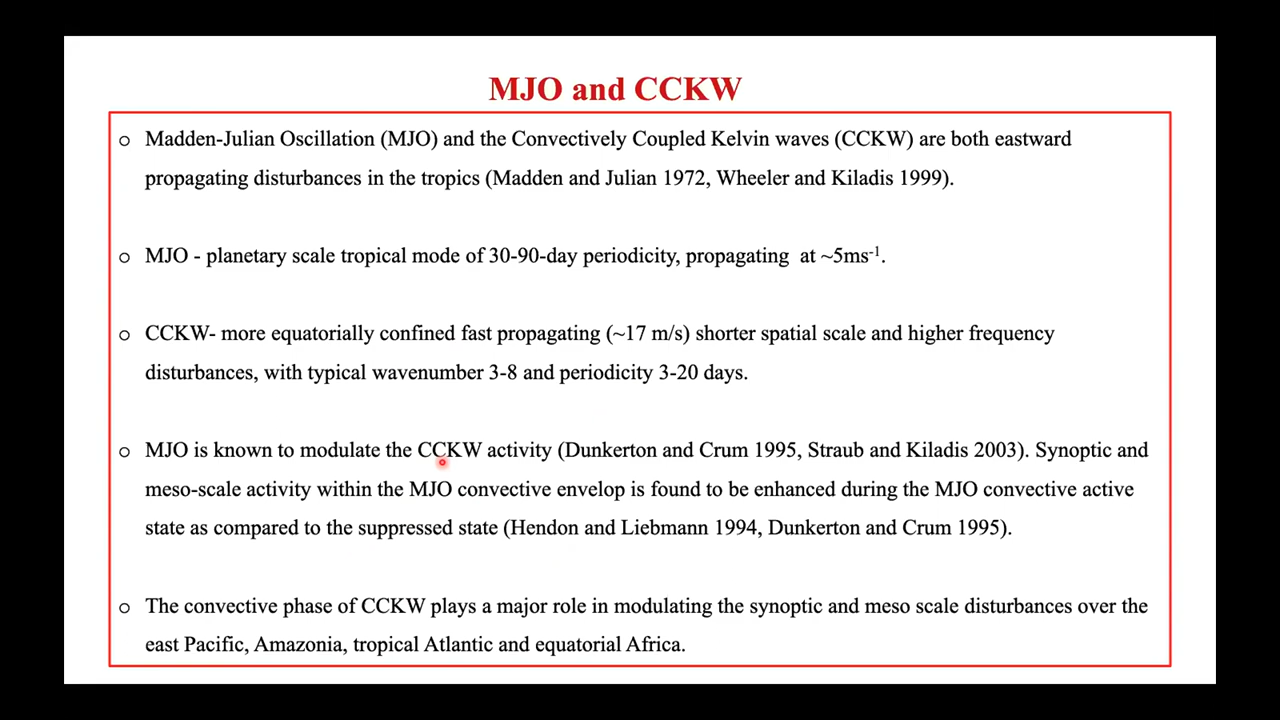 MJO and CCKW
o Madden-Julian Oscillation (MJO) and the Convectively Coupled Kelvin waves (CCKW) are both eastward
propagating disturbances in the tropics (Madden and Julian 1972, Wheeler and Kiladis 1999).
o MJO - planetary scale tropical mode of 30-90-day periodicity, propagating at ~5ms⁻¹.
o CCKW- more equatorially confined fast propagating (~17 m/s) shorter spatial scale and higher frequency
disturbances, with typical wavenumber 3-8 and periodicity 3-20 days.
o MJO is known to modulate the CCKW activity (Dunkerton and Crum 1995, Straub and Kiladis 2003). Synoptic and
meso-scale activity within the MJO convective envelop is found to be enhanced during the MJO convective active
state as compared to the suppressed state (Hendon and Liebmann 1994, Dunkerton and Crum 1995).
o The convective phase of CCKW plays a major role in modulating the synoptic and meso scale disturbances over the
east Pacific, Amazonia, tropical Atlantic and equatorial Africa.